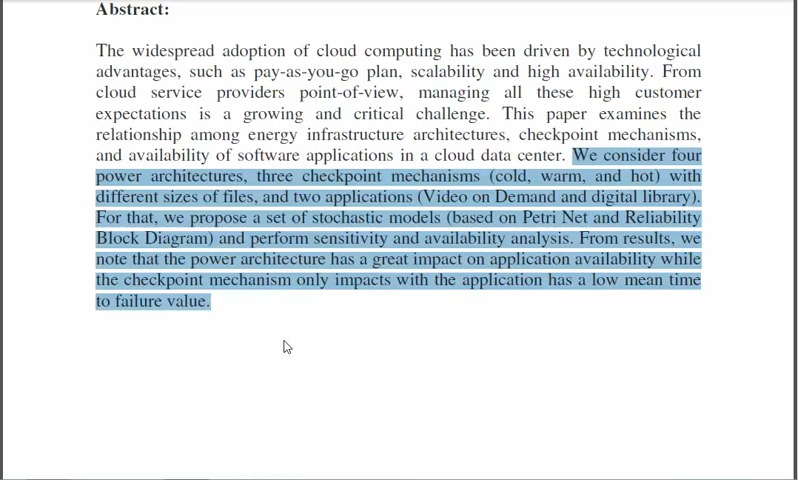 Abstract:
The widespread adoption of cloud computing has been driven by technological
advantages, such as pay-as-you-go plan, scalability and high availability. From
cloud service providers point-of-view, managing all these high customer
expectations is a growing and critical challenge. This paper examines the
relationship among energy infrastructure architectures, checkpoint mechanisms,
and availability of software applications in a cloud data center. We consider four
power architectures, three checkpoint mechanisms (cold, warm, and hot) with
different sizes of files, and two applications (Video on Demand and digital library).
For that, we propose a set of stochastic models (based on Petri Net and Reliability
Block Diagram) and perform sensitivity and availability analysis. From results, we
note that the power architecture has a great impact on application availability while
the checkpoint mechanism only impacts with the application has a low mean time
to failure value.